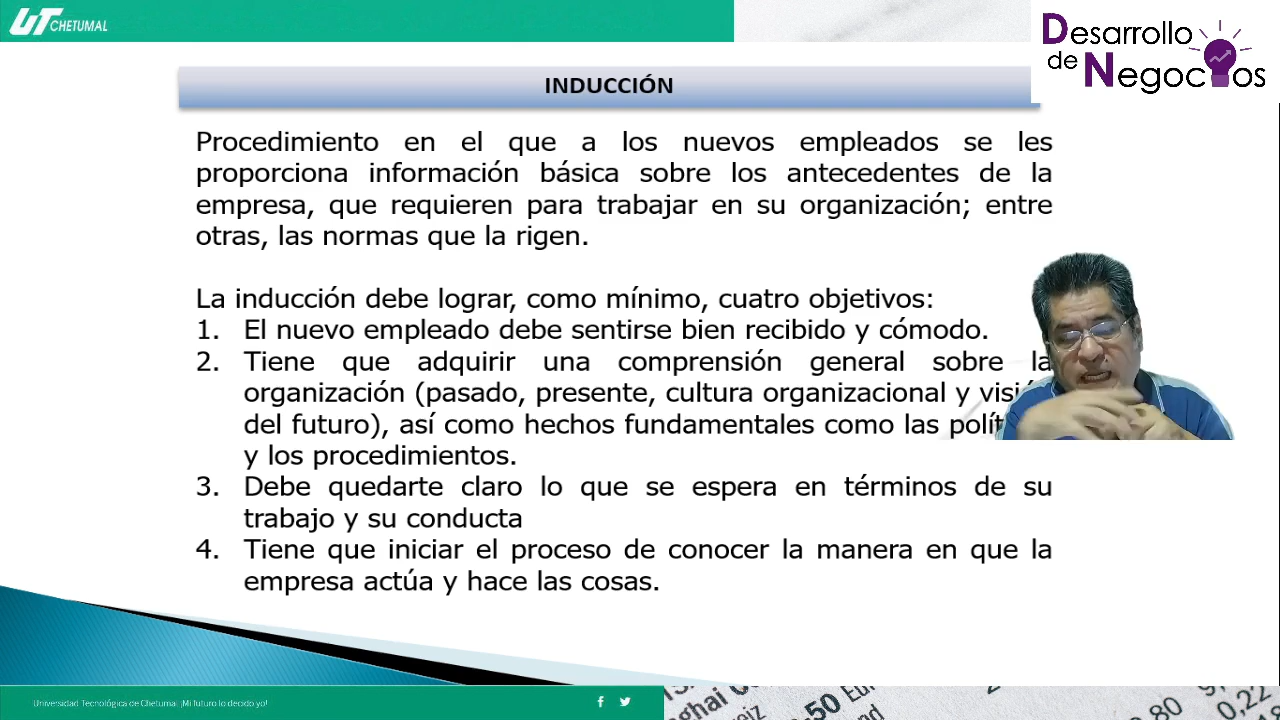 UT CHETUMAL
Desarrollo
de Negocios
INDUCCIÓN
Procedimiento en el que a los nuevos empleados se les
proporciona información básica sobre los antecedentes de la
empresa, que requieren para trabajar en su organización; entre
otras, las normas que la rigen.
La inducción debe lograr, como mínimo, cuatro objetivos:
1. El nuevo empleado debe sentirse bien recibido y cómodo.
2. Tiene que adquirir una comprensión general sobre la
organización (pasado, presente, cultura organizacional y
del futuro), así como hechos fundamentales como las
y los procedimientos.
3. Debe quedarte claro lo que se espera en términos de su
trabajo y su conducta
4. Tiene que iniciar el proceso de conocer la manera en que la
empresa actúa y hace las cosas.
Universidad Tecnológica de Chetumal ¡Mi futuro lo decido yo!